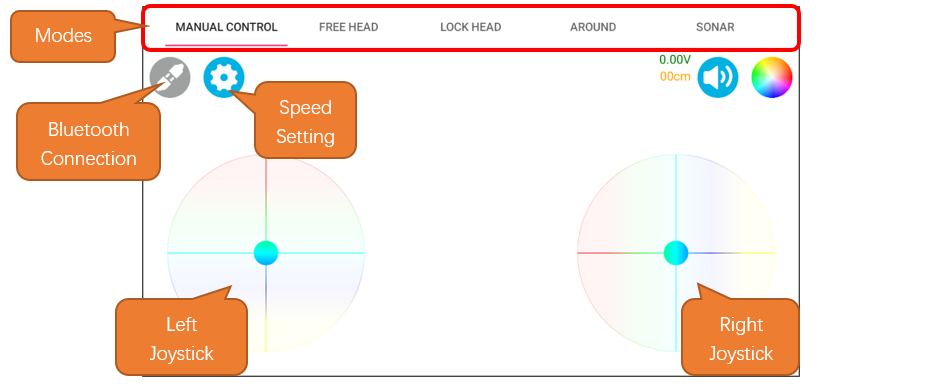 Modes
MANUAL CONTROL FREE HEAD LOCK HEAD AROUND SONAR
0.00V
00cm
Speed
Setting
Bluetooth
Connection
Left
Joystick
Right
Joystick